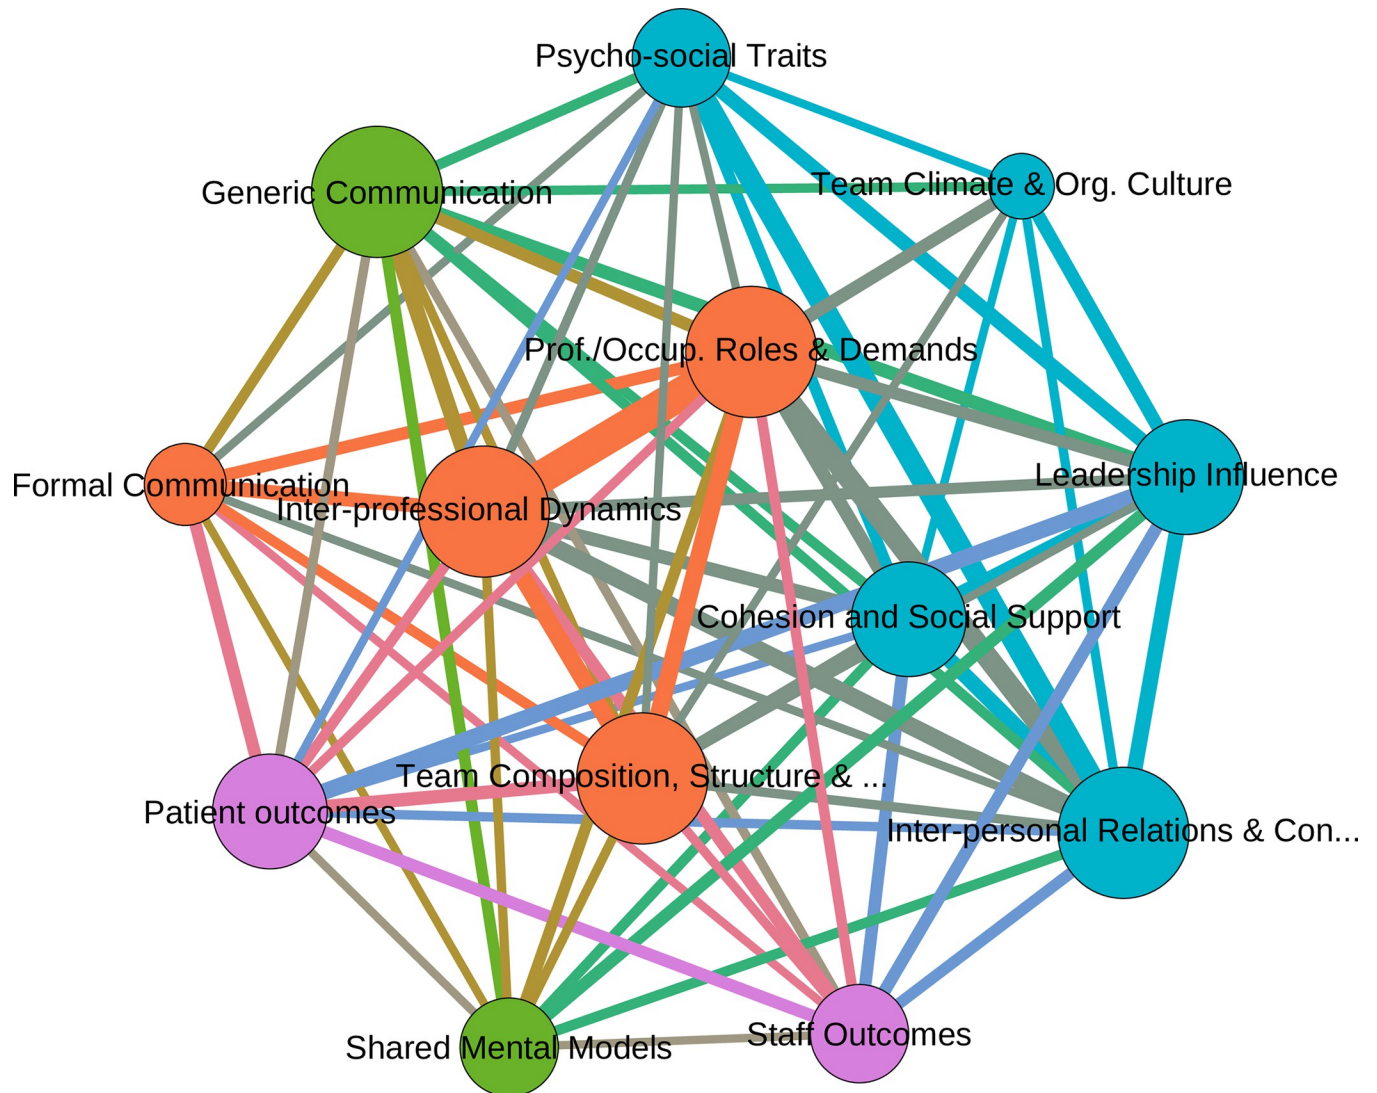 Psycho-social Traits
Team Climate & Org. Culture
Generic Communication
Prof./Occup. Roles & Demands
Leadership Influence
Formal Communication
Inter-professional Dynamics
Cohesion and Social Support
Team Composition, Structure & ...
Patient outcomes
Inter-personal Relations & Con...
Staff Outcomes
Shared Mental Models